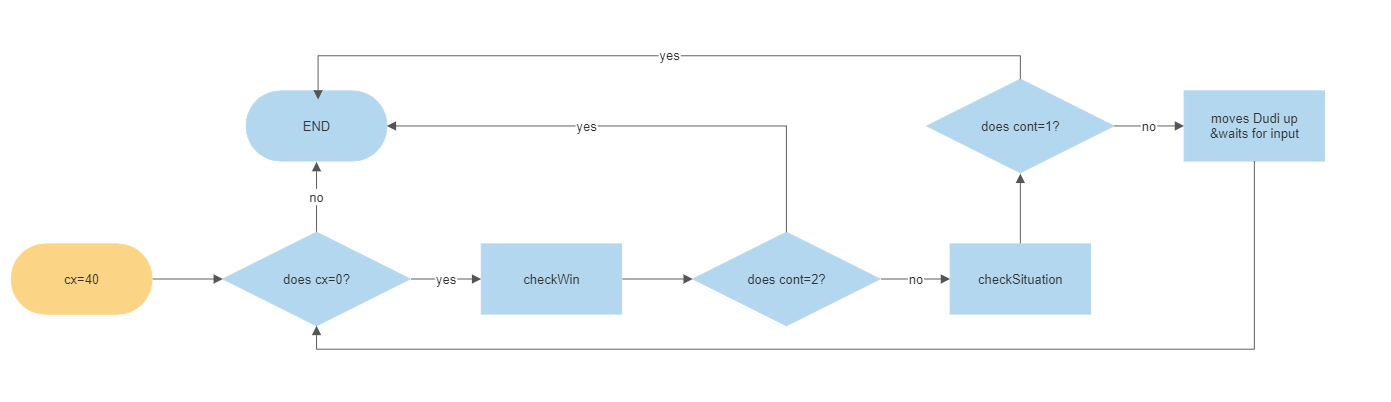 yes
END
yes
does cont=1?
no
moves Dudi up
&waits for input
no
cx=40
does cx=0?
yes
checkWin
does cont=2?
no
checkSituation